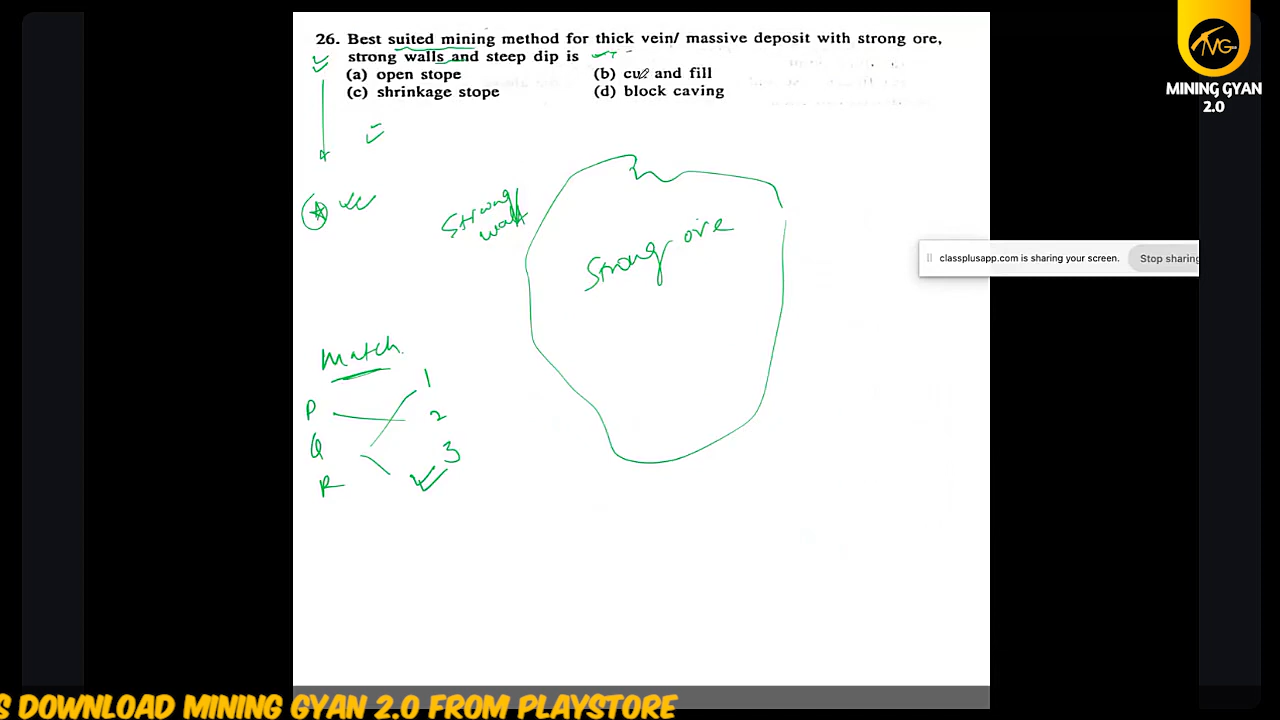 26. Best suited mining method for thick vein/ massive deposit with strong ore,
strong walls and steep dip is
(a) open stope (b) cut and fill
(c) shrinkage stope (d) block caving
MINING GYAN
2.0
Strong
wall
Strong ore
classplusapp.com is sharing your screen. Stop sharing
Match
P 1
Q 2
R 3
S DOWNLOAD MINING GYAN 2.0 FROM PLAYSTORE